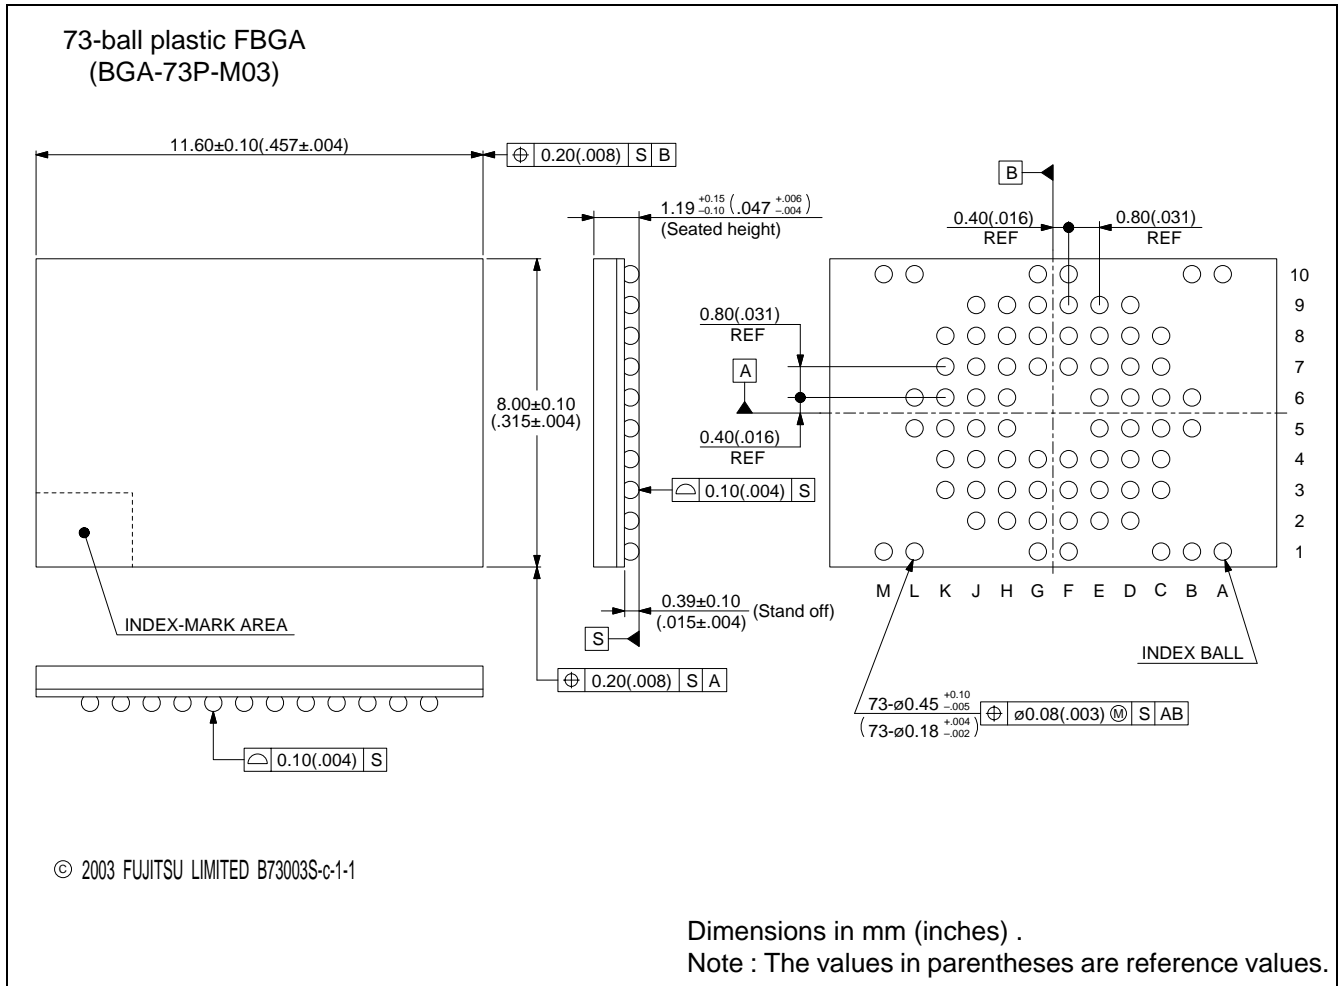 73-ball plastic FBGA
(BGA-73P-M03)
11.60±0.10(.457±.004)
⌖ 0.20(.008) S B
1.19 +0.15 –0.10 (.047 +.006 –.004)
(Seated height)
B
0.40(.016)
REF
0.80(.031)
REF
0.80(.031)
REF
A
0.40(.016)
REF
8.00±0.10
(.315±.004)
⌓ 0.10(.004) S
10
9
8
7
6
5
4
3
2
1
M L K J H G F E D C B A
0.39±0.10
(.015±.004)
(Stand off)
S
INDEX-MARK AREA
INDEX BALL
⌖ 0.20(.008) S A
73-ø0.45 +0.10 –.005
(73-ø0.18 +.004 –.002)
⌖ ø0.08(.003) Ⓜ S AB
⌓ 0.10(.004) S
© 2003 FUJITSU LIMITED B73003S-c-1-1
Dimensions in mm (inches) .
Note : The values in parentheses are reference values.